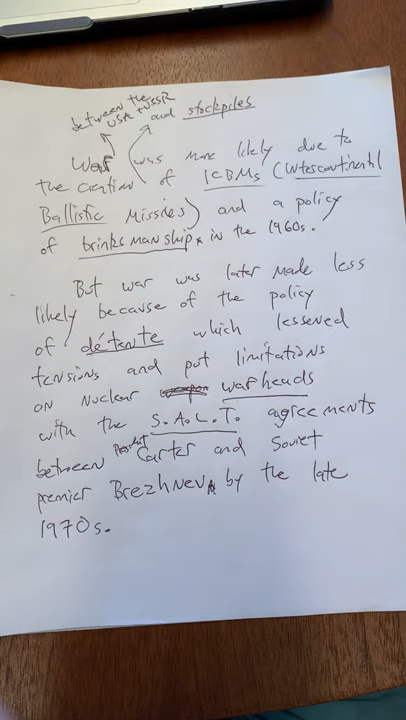 between the
USA + USSR
and stockpiles
War was more likely due to
the creation of ICBMs (Intescontinentil
Ballistic Missies) and a policy
of brinksmanship in the 1960s.
But war was later made less
likely because of the policy
of détente which lessened
tensions and put limitations
on nuclear warheads
with the S.A.L.T. agreements
between President Carter and Soviet
premier Brezhnev, by the late
1970s.